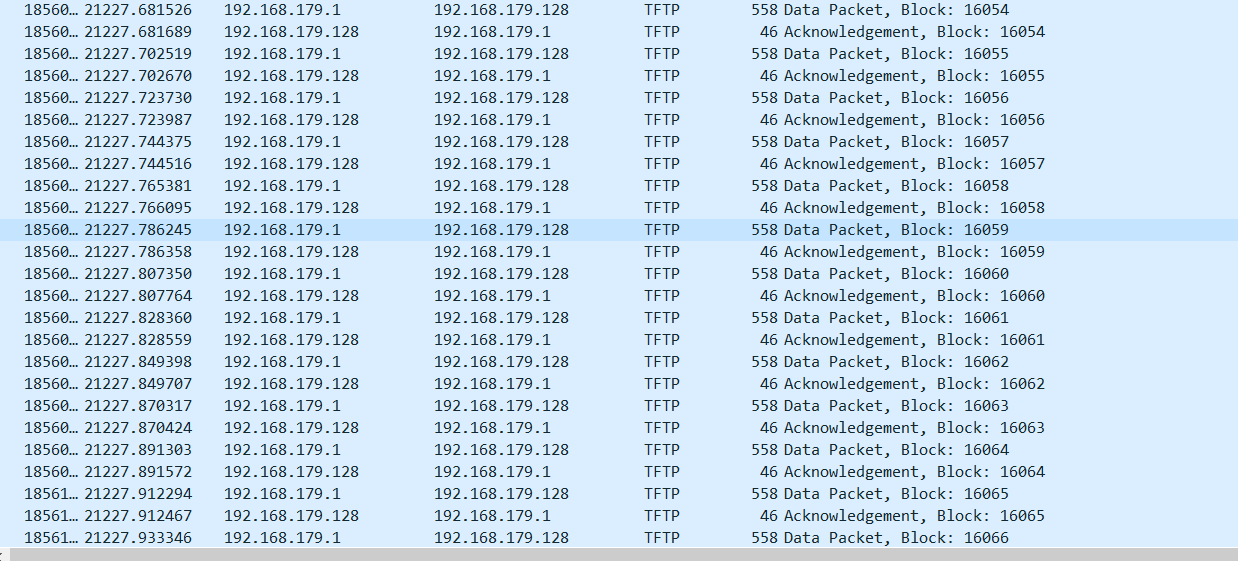 18560… 21227.681526 192.168.179.1 192.168.179.128 TFTP 558 Data Packet, Block: 16054
18560… 21227.681689 192.168.179.128 192.168.179.1 TFTP 46 Acknowledgement, Block: 16054
18560… 21227.702519 192.168.179.1 192.168.179.128 TFTP 558 Data Packet, Block: 16055
18560… 21227.702670 192.168.179.128 192.168.179.1 TFTP 46 Acknowledgement, Block: 16055
18560… 21227.723730 192.168.179.1 192.168.179.128 TFTP 558 Data Packet, Block: 16056
18560… 21227.723987 192.168.179.128 192.168.179.1 TFTP 46 Acknowledgement, Block: 16056
18560… 21227.744375 192.168.179.1 192.168.179.128 TFTP 558 Data Packet, Block: 16057
18560… 21227.744516 192.168.179.128 192.168.179.1 TFTP 46 Acknowledgement, Block: 16057
18560… 21227.765381 192.168.179.1 192.168.179.128 TFTP 558 Data Packet, Block: 16058
18560… 21227.766095 192.168.179.128 192.168.179.1 TFTP 46 Acknowledgement, Block: 16058
18560… 21227.786245 192.168.179.1 192.168.179.128 TFTP 558 Data Packet, Block: 16059
18560… 21227.786358 192.168.179.128 192.168.179.1 TFTP 46 Acknowledgement, Block: 16059
18560… 21227.807350 192.168.179.1 192.168.179.128 TFTP 558 Data Packet, Block: 16060
18560… 21227.807764 192.168.179.128 192.168.179.1 TFTP 46 Acknowledgement, Block: 16060
18560… 21227.828360 192.168.179.1 192.168.179.128 TFTP 558 Data Packet, Block: 16061
18560… 21227.828559 192.168.179.128 192.168.179.1 TFTP 46 Acknowledgement, Block: 16061
18560… 21227.849398 192.168.179.1 192.168.179.128 TFTP 558 Data Packet, Block: 16062
18560… 21227.849707 192.168.179.128 192.168.179.1 TFTP 46 Acknowledgement, Block: 16062
18560… 21227.870317 192.168.179.1 192.168.179.128 TFTP 558 Data Packet, Block: 16063
18560… 21227.870424 192.168.179.128 192.168.179.1 TFTP 46 Acknowledgement, Block: 16063
18560… 21227.891303 192.168.179.1 192.168.179.128 TFTP 558 Data Packet, Block: 16064
18560… 21227.891572 192.168.179.128 192.168.179.1 TFTP 46 Acknowledgement, Block: 16064
18561… 21227.912294 192.168.179.1 192.168.179.128 TFTP 558 Data Packet, Block: 16065
18561… 21227.912467 192.168.179.128 192.168.179.1 TFTP 46 Acknowledgement, Block: 16065
18561… 21227.933346 192.168.179.1 192.168.179.128 TFTP 558 Data Packet, Block: 16066